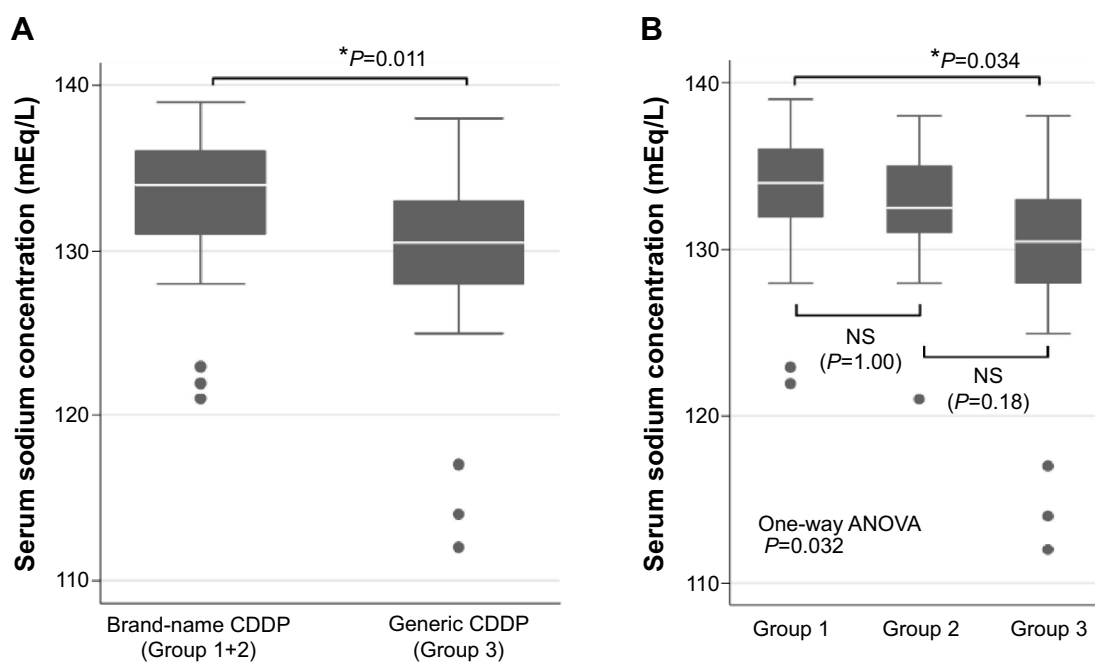 A
Serum sodium concentration (mEq/L)
140
130
120
110
*P=0.011
Brand-name CDDP
(Group 1+2)
Generic CDDP
(Group 3)
B
Serum sodium concentration (mEq/L)
140
130
120
110
*P=0.034
NS
(P=1.00)
NS
(P=0.18)
One-way ANOVA
P=0.032
Group 1
Group 2
Group 3